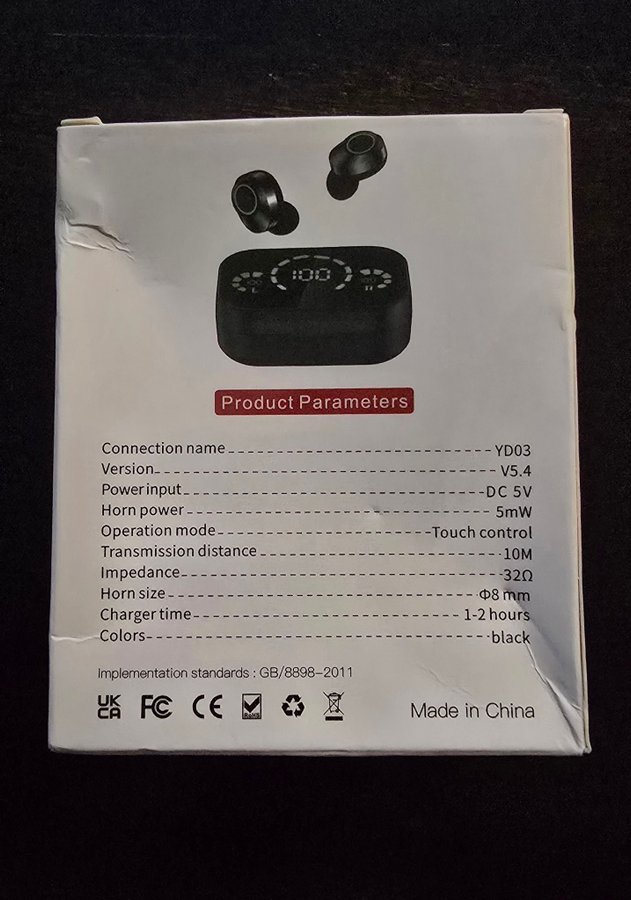 100
L
Product Parameters
Connection name YD03
Version V5.4
Power input DC 5V
Horn power 5mW
Operation mode Touch control
Transmission distance 10M
Impedance 32Ω
Horn size Φ8 mm
Charger time 1-2 hours
Colors black
Implementation standards : GB/8898-2011
UK
CA
FC
CE
RoHS
Made in China